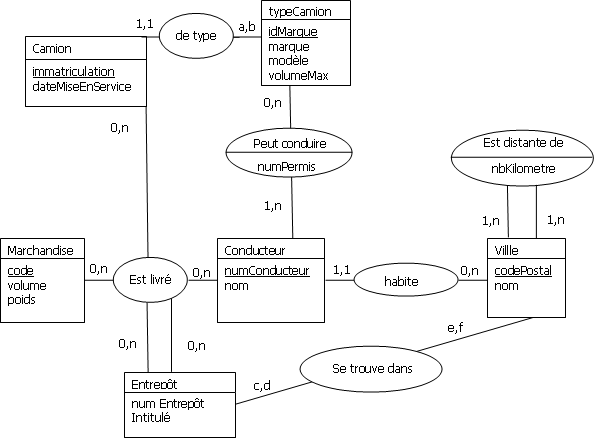 typeCamion
idMarque
marque
modèle
volumeMax
1,1
de type
a,b
Camion
immatriculation
dateMiseEnService
0,n
0,n
Peut conduire
numPermis
Est distante de
nbKilometre
1,n
1,n
1,n
Marchandise
code
volume
poids
0,n
Est livré
0,n
Conducteur
numConducteur
nom
1,1
habite
0,n
Villle
codePostal
nom
0,n
0,n
e,f
Se trouve dans
c,d
Entrepôt
num Entrepôt
Intitulé